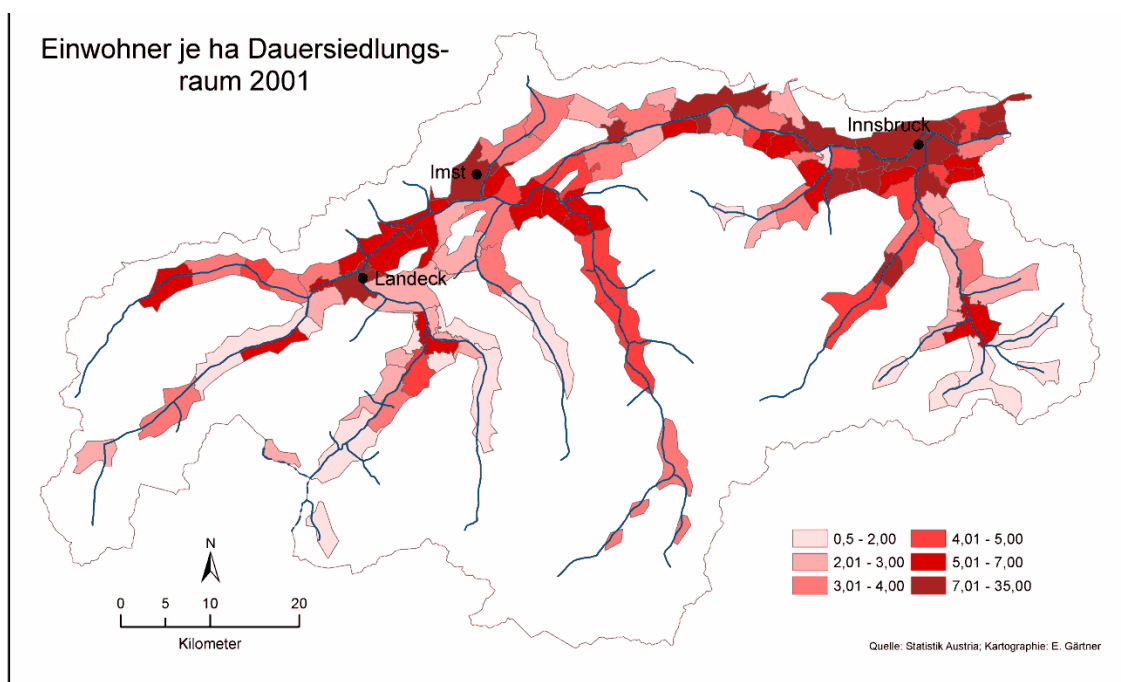 Einwohner je ha Dauersiedlungs-
raum 2001
Innsbruck
Imst
Landeck
N
0 5 10 20
Kilometer
0,5 - 2,00
2,01 - 3,00
3,01 - 4,00
4,01 - 5,00
5,01 - 7,00
7,01 - 35,00
Quelle: Statistik Austria; Kartographie: E. Gärtner